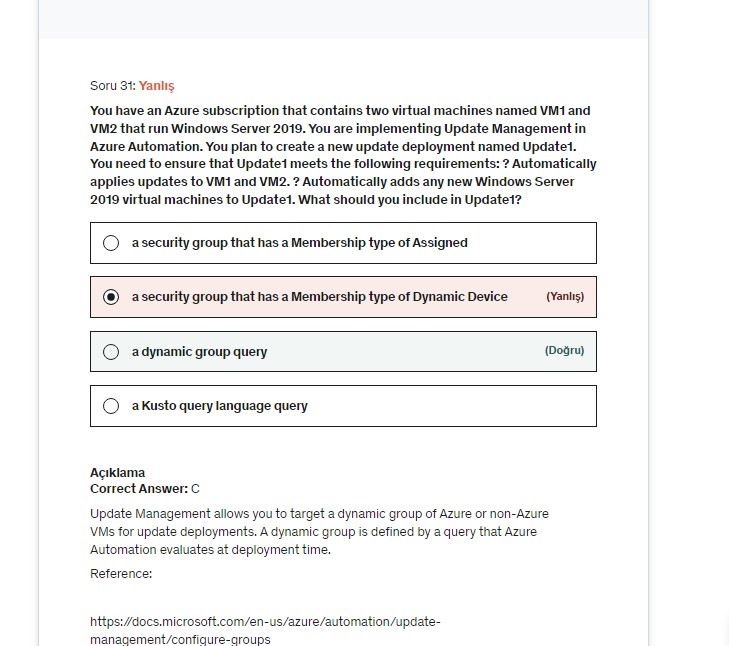 Soru 31: Yanlış
You have an Azure subscription that contains two virtual machines named VM1 and
VM2 that run Windows Server 2019. You are implementing Update Management in
Azure Automation. You plan to create a new update deployment named Update1.
You need to ensure that Update1 meets the following requirements: ? Automatically
applies updates to VM1 and VM2. ? Automatically adds any new Windows Server
2019 virtual machines to Update1. What should you include in Update1?
a security group that has a Membership type of Assigned
a security group that has a Membership type of Dynamic Device (Yanlış)
a dynamic group query (Doğru)
a Kusto query language query
Açıklama
Correct Answer: C
Update Management allows you to target a dynamic group of Azure or non-Azure
VMs for update deployments. A dynamic group is defined by a query that Azure
Automation evaluates at deployment time.
Reference:
https://docs.microsoft.com/en-us/azure/automation/update-
management/configure-groups